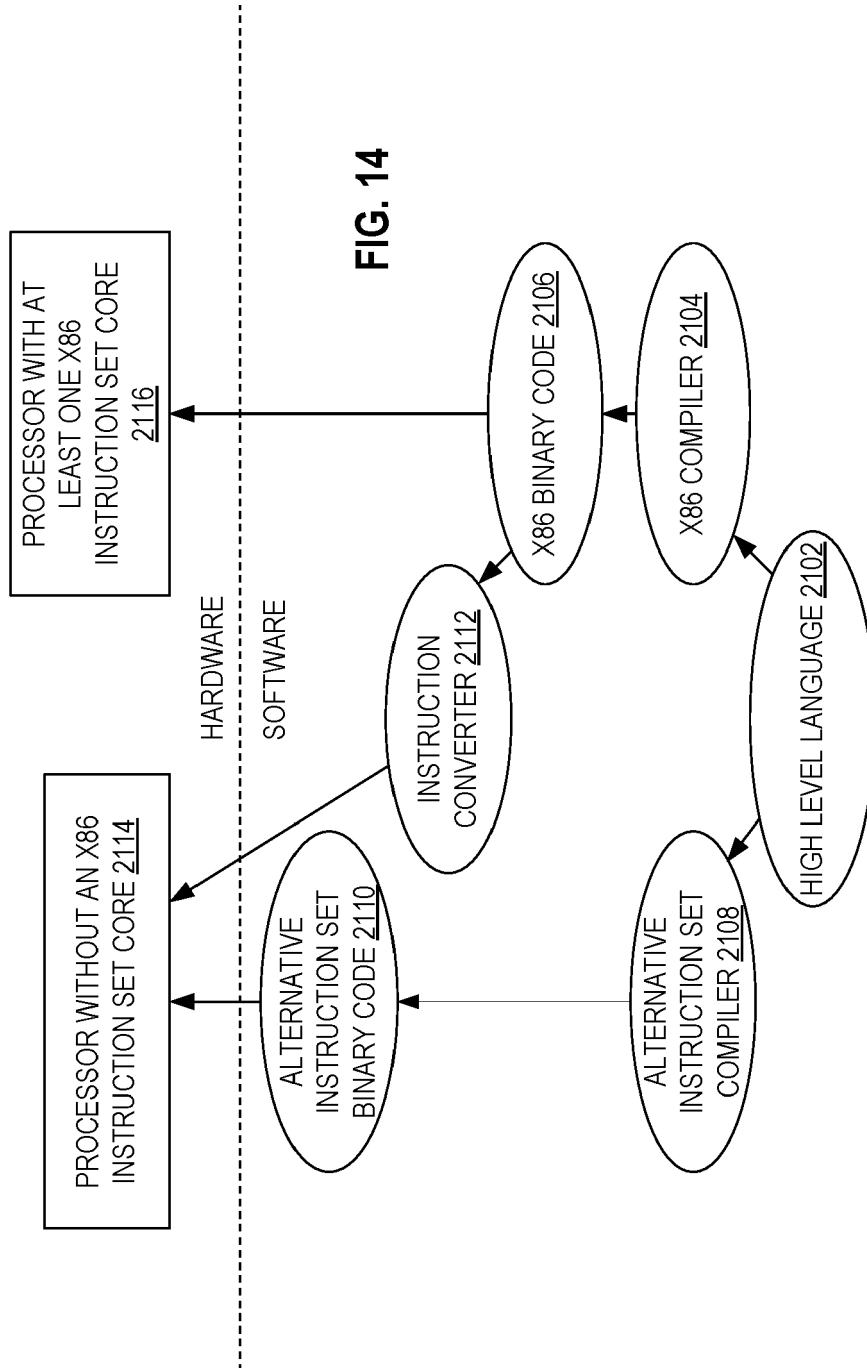 PROCESSOR WITHOUT AN X86
INSTRUCTION SET CORE 2114
PROCESSOR WITH AT
LEAST ONE X86
INSTRUCTION SET CORE
2116
HARDWARE
SOFTWARE
ALTERNATIVE
INSTRUCTION SET
BINARY CODE 2110
INSTRUCTION
CONVERTER 2112
FIG. 14
X86 BINARY CODE 2106
ALTERNATIVE
INSTRUCTION SET
COMPILER 2108
X86 COMPILER 2104
HIGH LEVEL LANGUAGE 2102